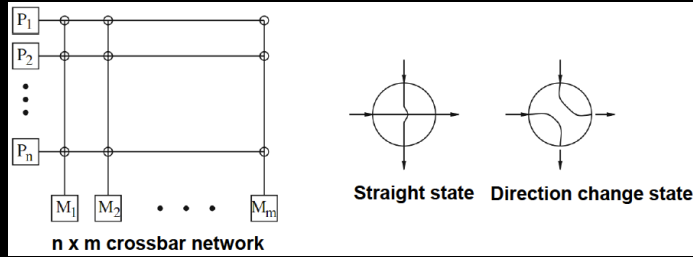 P1
P2
Pn
M1 M2 Mm
n x m crossbar network
Straight state Direction change state